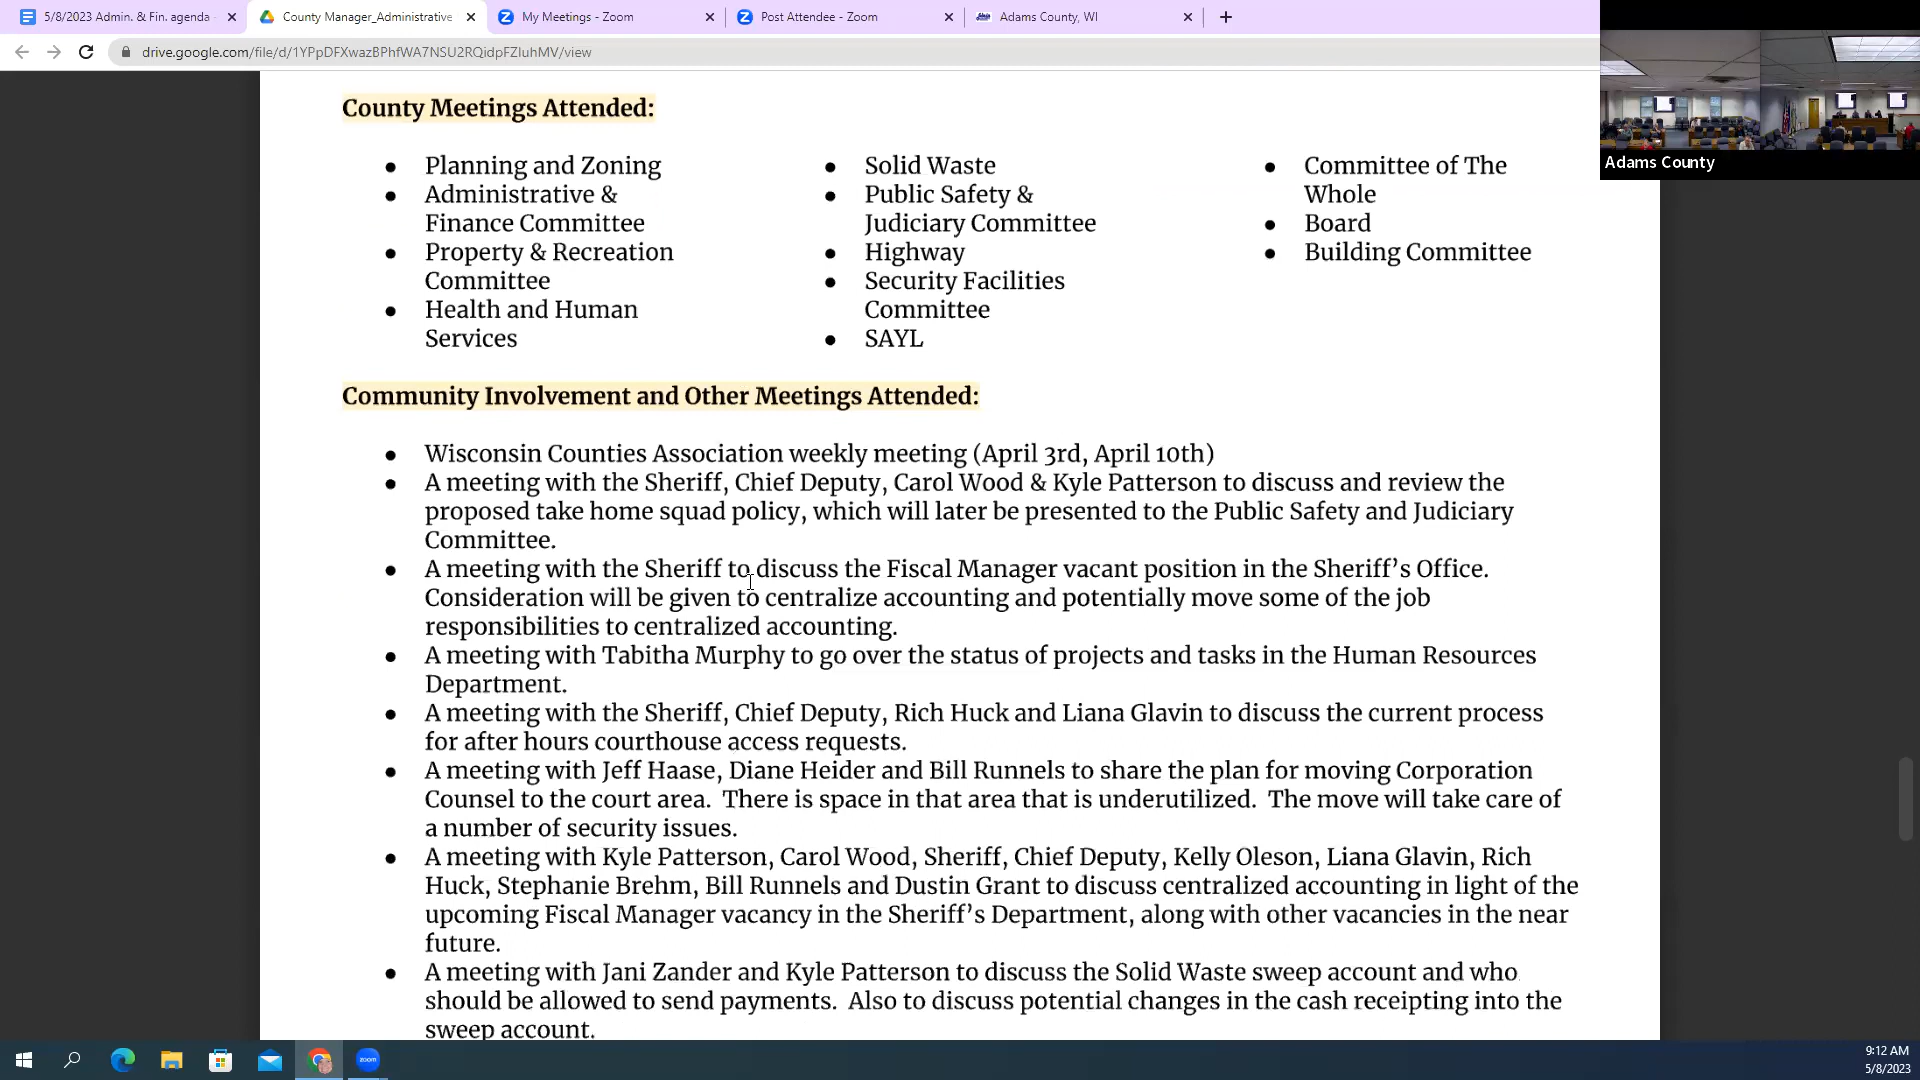 5/8/2023 Admin. & Fin. agenda
County Manager_Administrative
My Meetings - Zoom
Post Attendee - Zoom
Adams County, WI
drive.google.com/file/d/1YPpDFXwazBPhfWA7NSU2RQidpFZluhMV/view
Adams County
County Meetings Attended:
● Planning and Zoning
● Administrative &
Finance Committee
● Property & Recreation
Committee
● Health and Human
Services
● Solid Waste
● Public Safety &
Judiciary Committee
● Highway
● Security Facilities
Committee
● SAYL
● Committee of The
Whole
● Board
● Building Committee
Community Involvement and Other Meetings Attended:
● Wisconsin Counties Association weekly meeting (April 3rd, April 10th)
● A meeting with the Sheriff, Chief Deputy, Carol Wood & Kyle Patterson to discuss and review the
proposed take home squad policy, which will later be presented to the Public Safety and Judiciary
Committee.
● A meeting with the Sheriff to discuss the Fiscal Manager vacant position in the Sheriff’s Office.
Consideration will be given to centralize accounting and potentially move some of the job
responsibilities to centralized accounting.
● A meeting with Tabitha Murphy to go over the status of projects and tasks in the Human Resources
Department.
● A meeting with the Sheriff, Chief Deputy, Rich Huck and Liana Glavin to discuss the current process
for after hours courthouse access requests.
● A meeting with Jeff Haase, Diane Heider and Bill Runnels to share the plan for moving Corporation
Counsel to the court area.  There is space in that area that is underutilized.  The move will take care of
a number of security issues.
● A meeting with Kyle Patterson, Carol Wood, Sheriff, Chief Deputy, Kelly Oleson, Liana Glavin, Rich
Huck, Stephanie Brehm, Bill Runnels and Dustin Grant to discuss centralized accounting in light of the
upcoming Fiscal Manager vacancy in the Sheriff’s Department, along with other vacancies in the near
future.
● A meeting with Jani Zander and Kyle Patterson to discuss the Solid Waste sweep account and who
should be allowed to send payments.  Also to discuss potential changes in the cash receipting into the
sweep account.
zoom
9:12 AM
5/8/2023